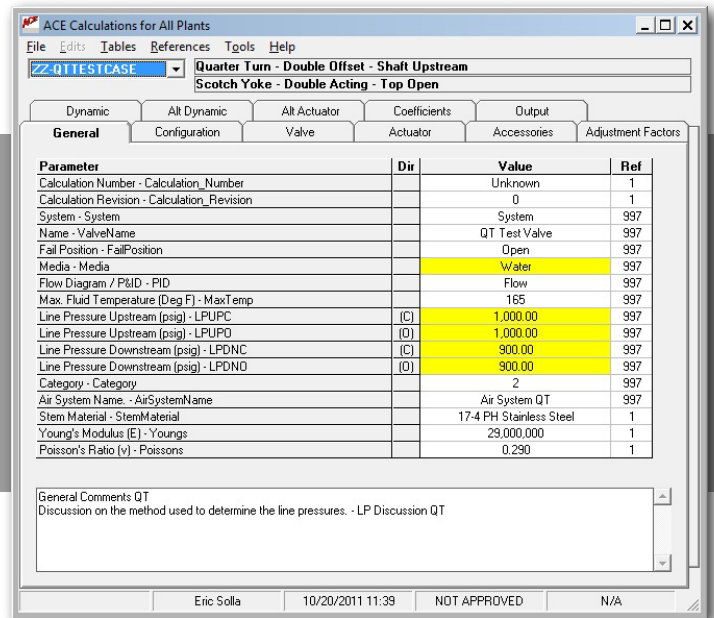 ACE ACE Calculations for All Plants
File Edits Tables References Tools Help
ZZ-QTTESTCASE Quarter Turn - Double Offset - Shaft Upstream
Scotch Yoke - Double Acting - Top Open
Dynamic Alt Dynamic Alt Actuator Coefficients Output
General Configuration Valve Actuator Accessories Adjustment Factors
Parameter Dir Value Ref
Calculation Number - Calculation_Number Unknown 1
Calculation Revision - Calculation_Revision 0 1
System - System System 997
Name - ValveName QT Test Valve 997
Fail Position - FailPosition Open 997
Media - Media Water 997
Flow Diagram / P&ID - PID Flow 997
Max. Fluid Temperature (Deg F) - MaxTemp 165 997
Line Pressure Upstream (psig) - LPUPC (C) 1,000.00 997
Line Pressure Upstream (psig) - LPUPO (O) 1,000.00 997
Line Pressure Downstream (psig) - LPDNC (C) 900.00 997
Line Pressure Downstream (psig) - LPDNO (O) 900.00 997
Category - Category 2 997
Air System Name. - AirSystemName Air System QT 997
Stem Material - StemMaterial 17-4 PH Stainless Steel 1
Young's Modulus (E) - Youngs 29,000,000 1
Poisson's Ratio (v) - Poissons 0.290 1
General Comments QT
Discussion on the method used to determine the line pressures. - LP Discussion QT
Eric Solla 10/20/2011 11:39 NOT APPROVED N/A